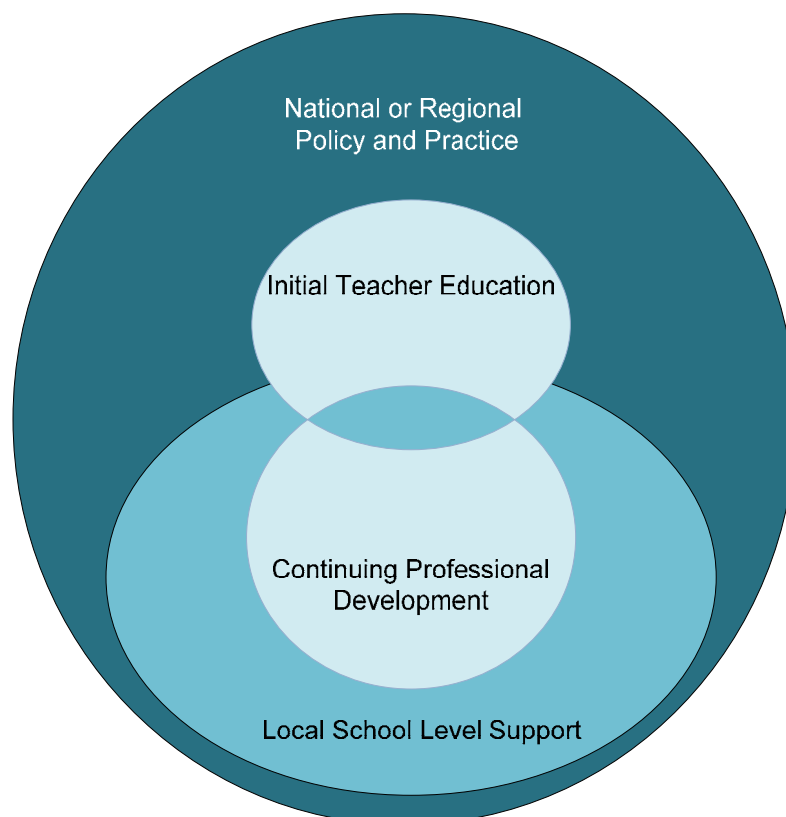 National or Regional
Policy and Practice
Initial Teacher Education
Continuing Professional
Development
Local School Level Support